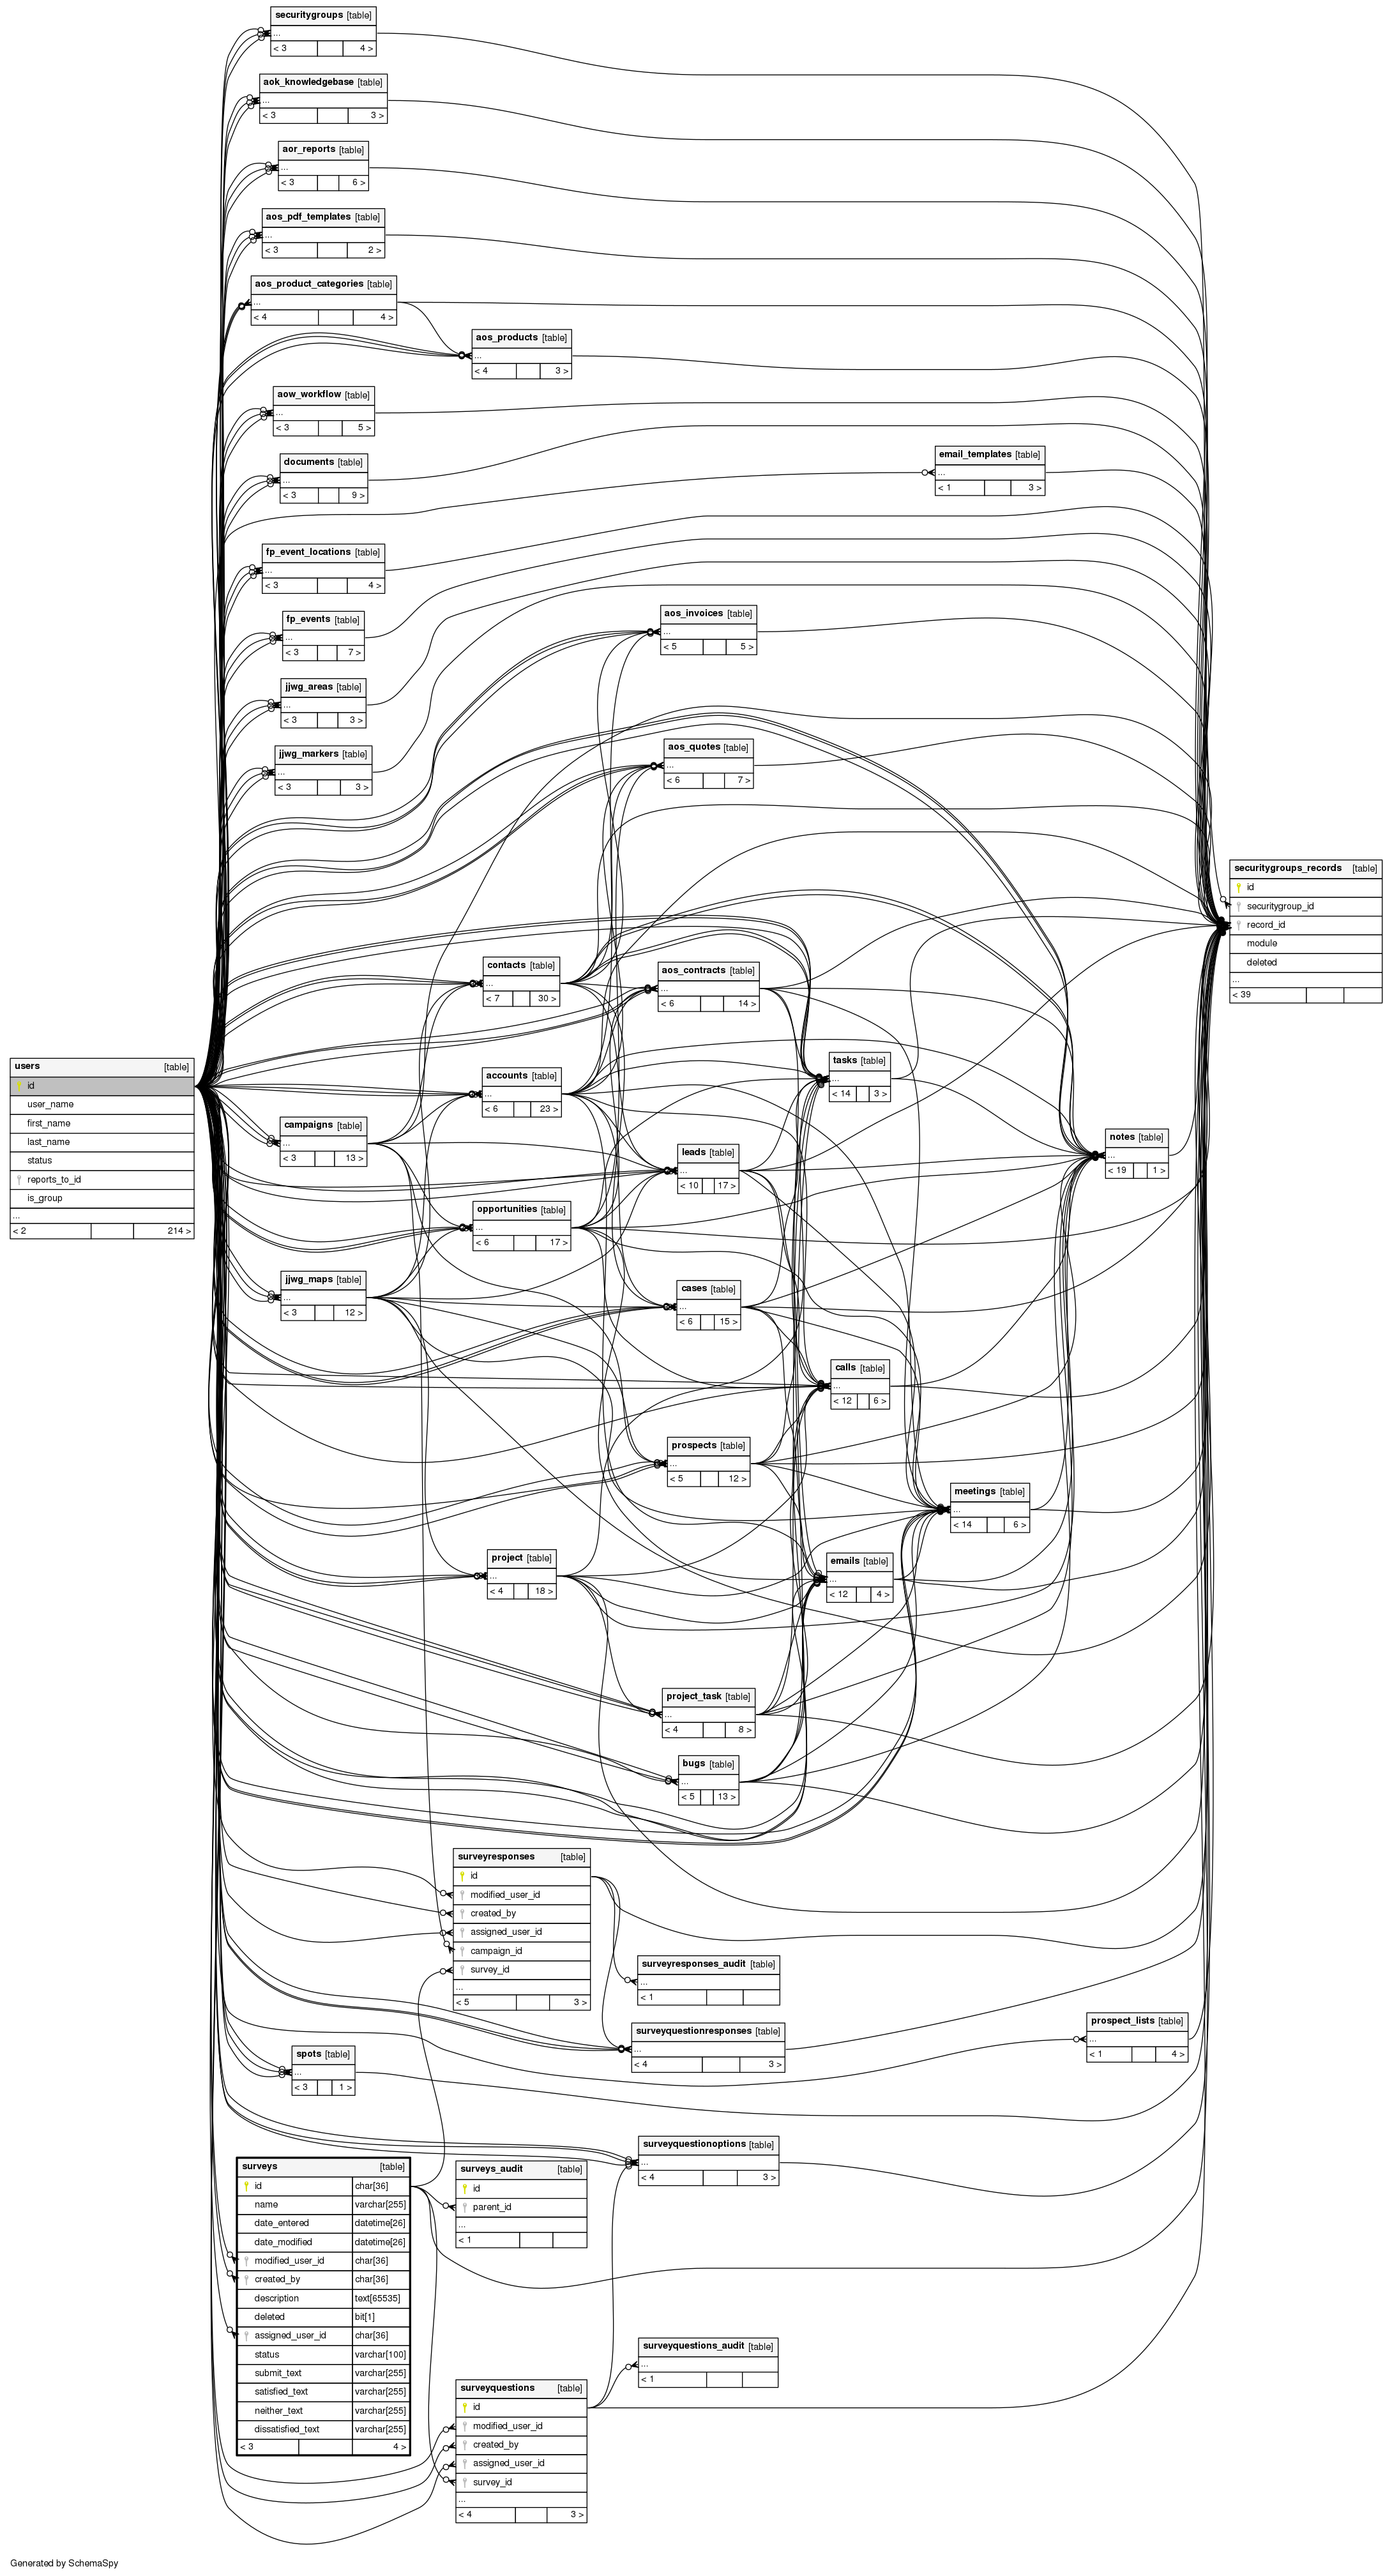 securitygroups [table]
...
< 3 4 >
aok_knowledgebase [table]
...
< 3 3 >
aor_reports [table]
...
< 3 6 >
aos_pdf_templates [table]
...
< 3 2 >
aos_product_categories [table]
...
< 4 4 >
aos_products [table]
...
< 4 3 >
aow_workflow [table]
...
< 3 5 >
documents [table]
...
< 3 9 >
email_templates [table]
...
< 1 3 >
fp_event_locations [table]
...
< 3 4 >
fp_events [table]
...
< 3 7 >
aos_invoices [table]
...
< 5 5 >
jjwg_areas [table]
...
< 3 3 >
jjwg_markers [table]
...
< 3 3 >
aos_quotes [table]
...
< 6 7 >
securitygroups_records [table]
id
securitygroup_id
record_id
module
deleted
...
< 39
contacts [table]
...
< 7 30 >
aos_contracts [table]
...
< 6 14 >
users [table]
id
user_name
first_name
last_name
status
reports_to_id
is_group
...
< 2 214 >
tasks [table]
...
< 14 3 >
accounts [table]
...
< 6 23 >
campaigns [table]
...
< 3 13 >
notes [table]
...
< 19 1 >
leads [table]
...
< 10 17 >
opportunities [table]
...
< 6 17 >
jjwg_maps [table]
...
< 3 12 >
cases [table]
...
< 6 15 >
calls [table]
...
< 12 6 >
prospects [table]
...
< 5 12 >
meetings [table]
...
< 14 6 >
project [table]
...
< 4 18 >
emails [table]
...
< 12 4 >
project_task [table]
...
< 4 8 >
bugs [table]
...
< 5 13 >
surveyresponses [table]
id
modified_user_id
created_by
assigned_user_id
campaign_id
survey_id
...
< 5 3 >
surveyresponses_audit [table]
...
< 1
surveyquestionresponses [table]
...
< 4 3 >
prospect_lists [table]
...
< 1 4 >
spots [table]
...
< 3 1 >
surveyquestionoptions [table]
...
< 4 3 >
surveys [table]
id char[36]
name varchar[255]
date_entered datetime[26]
date_modified datetime[26]
modified_user_id char[36]
created_by char[36]
description text[65535]
deleted bit[1]
assigned_user_id char[36]
status varchar[100]
submit_text varchar[255]
satisfied_text varchar[255]
neither_text varchar[255]
dissatisfied_text varchar[255]
< 3 4 >
surveys_audit [table]
id
parent_id
...
< 1
surveyquestions_audit [table]
...
< 1
surveyquestions [table]
id
modified_user_id
created_by
assigned_user_id
survey_id
...
< 4 3 >
Generated by SchemaSpy